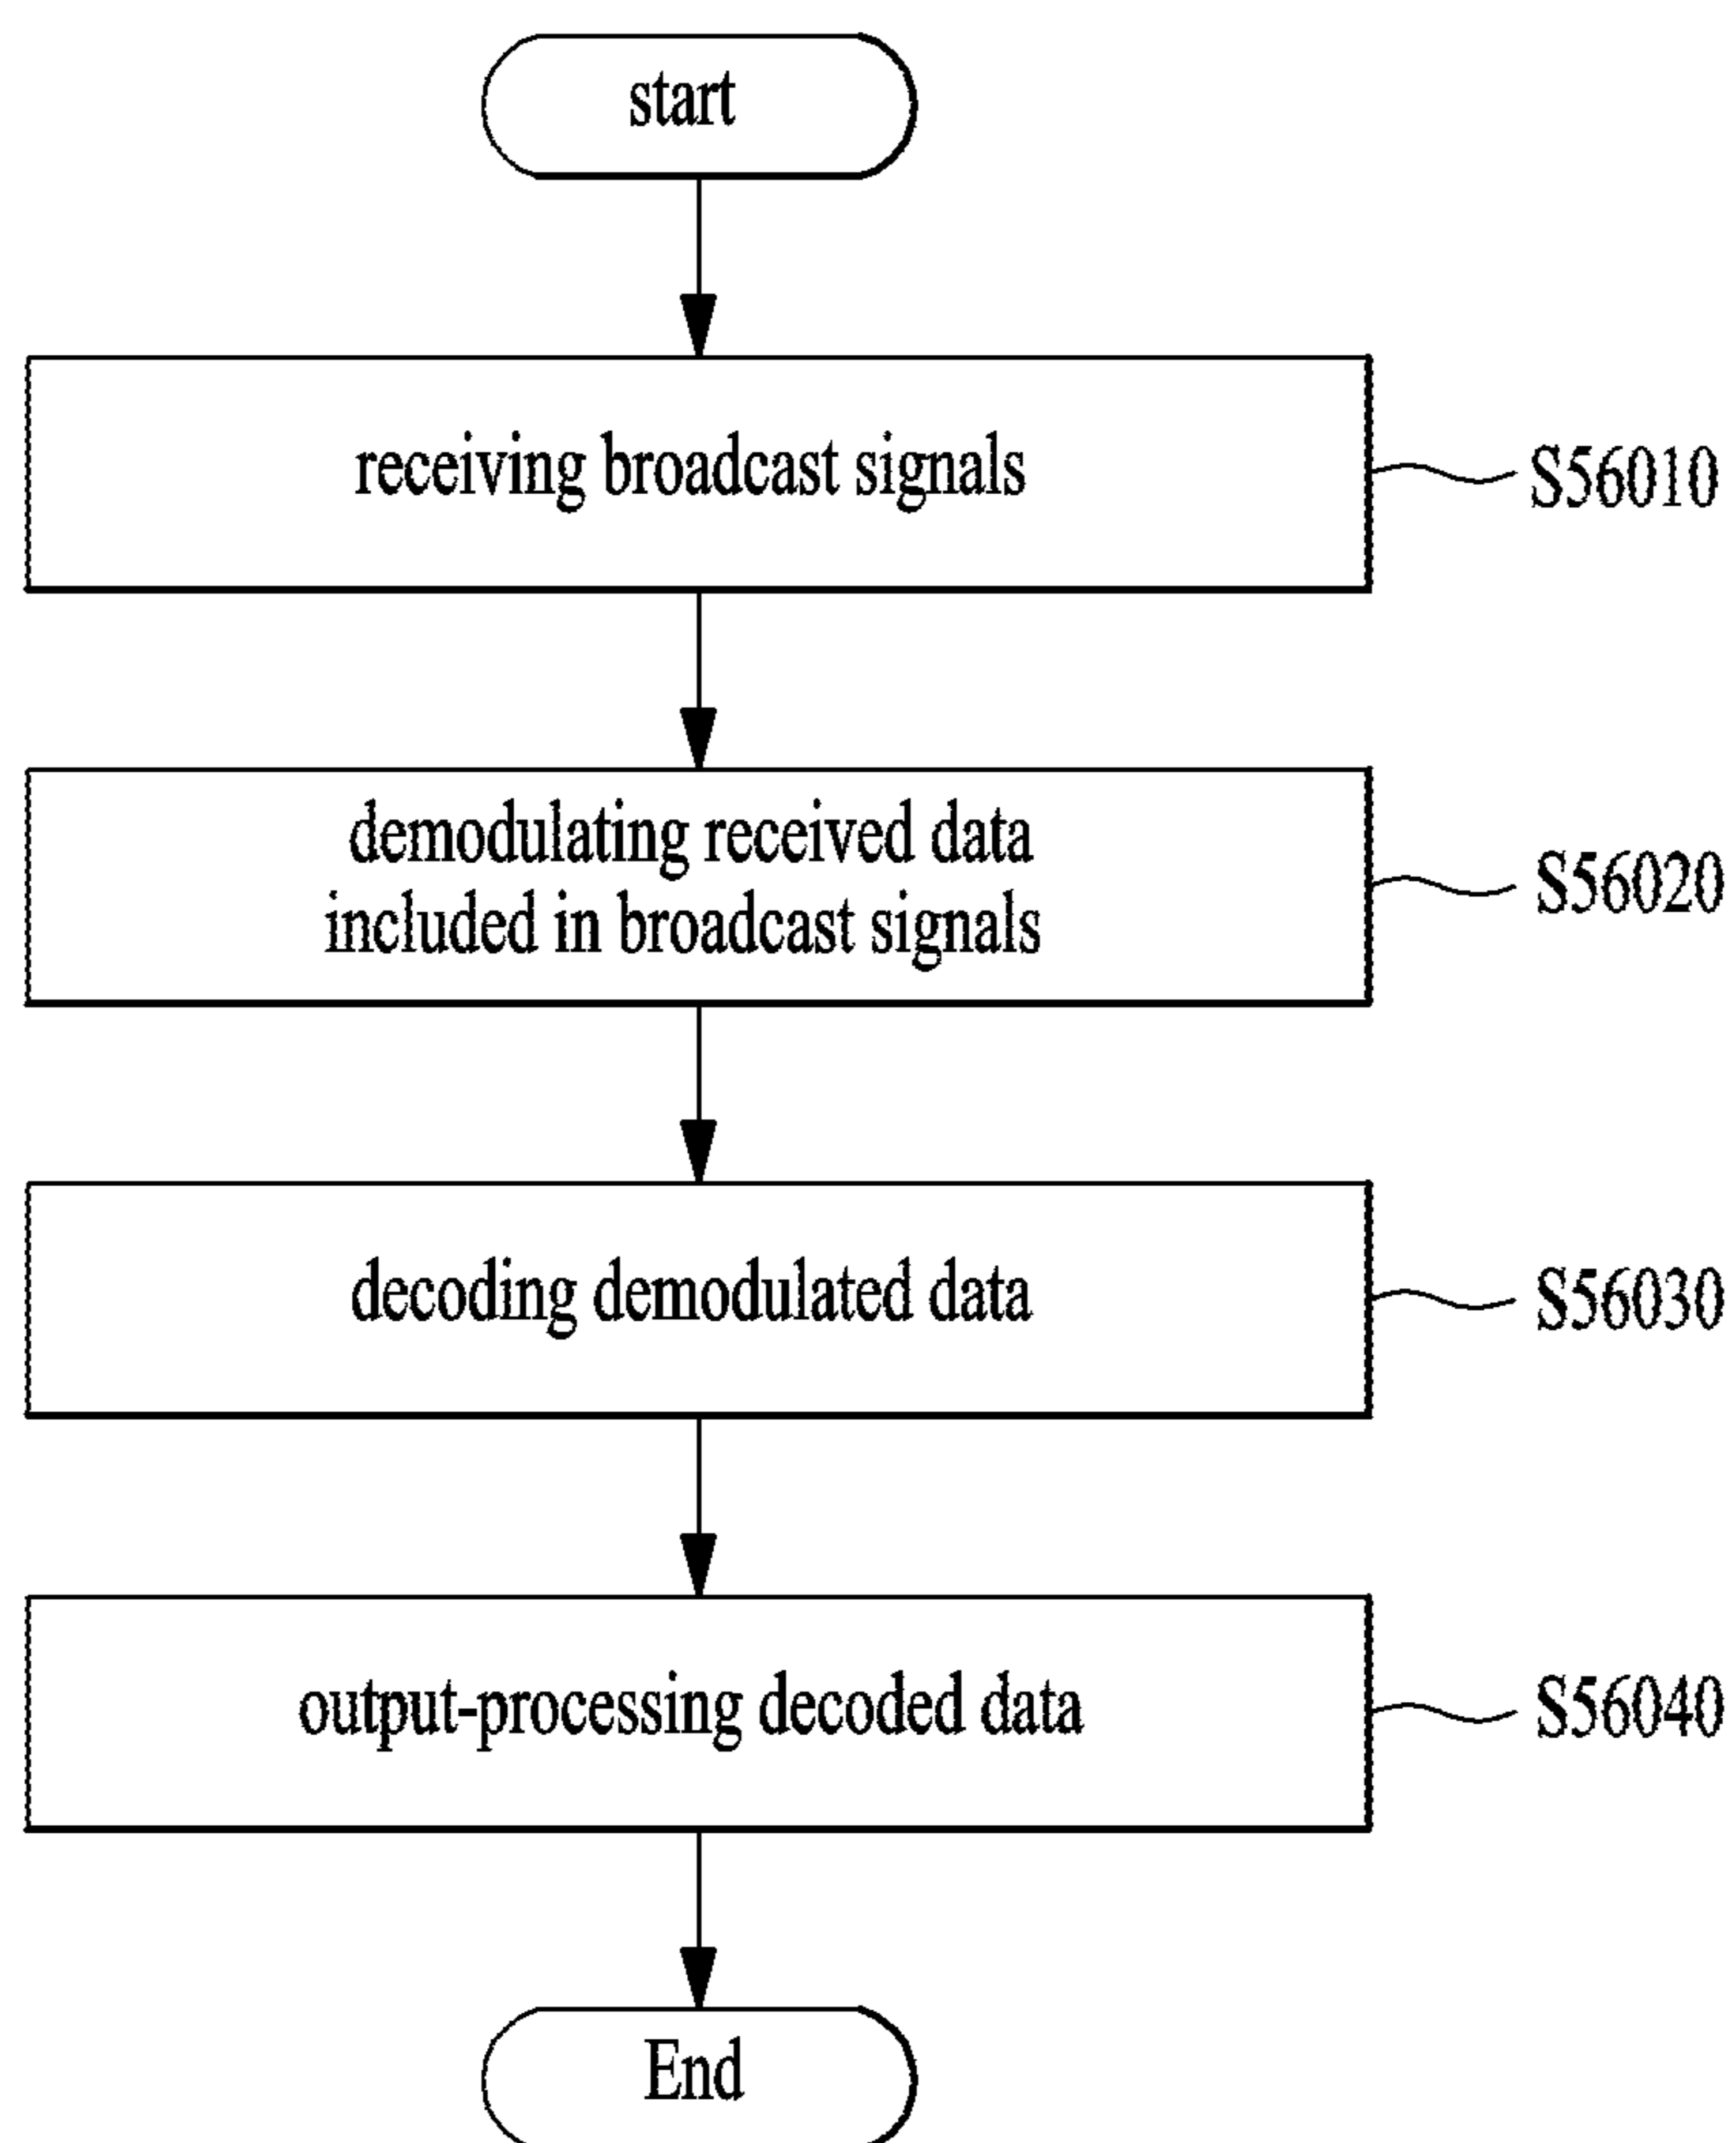 start
receiving broadcast signals
S56010
demodulating received data
included in broadcast signals
S56020
decoding demodulated data
S56030
output-processing decoded data
S56040
End